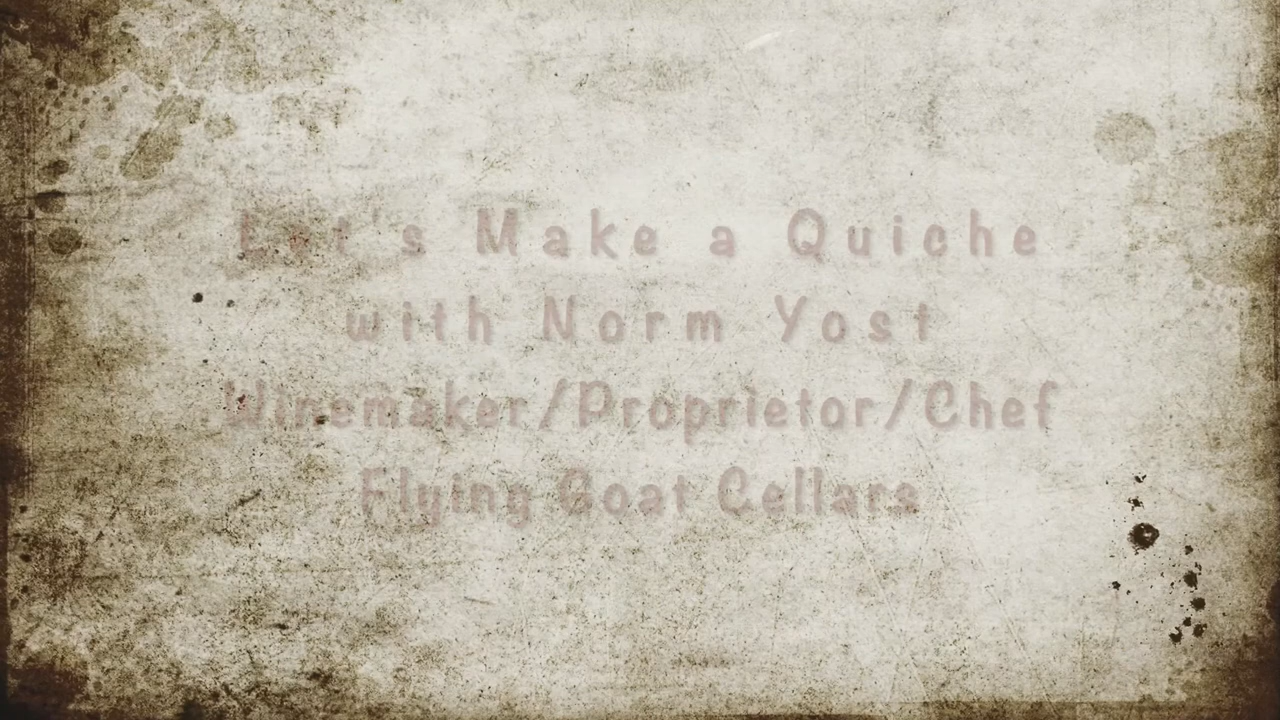 Let's Make a Quiche
with Norm Yost
Winemaker/Proprietor/Chef
Flying Goat Cellars